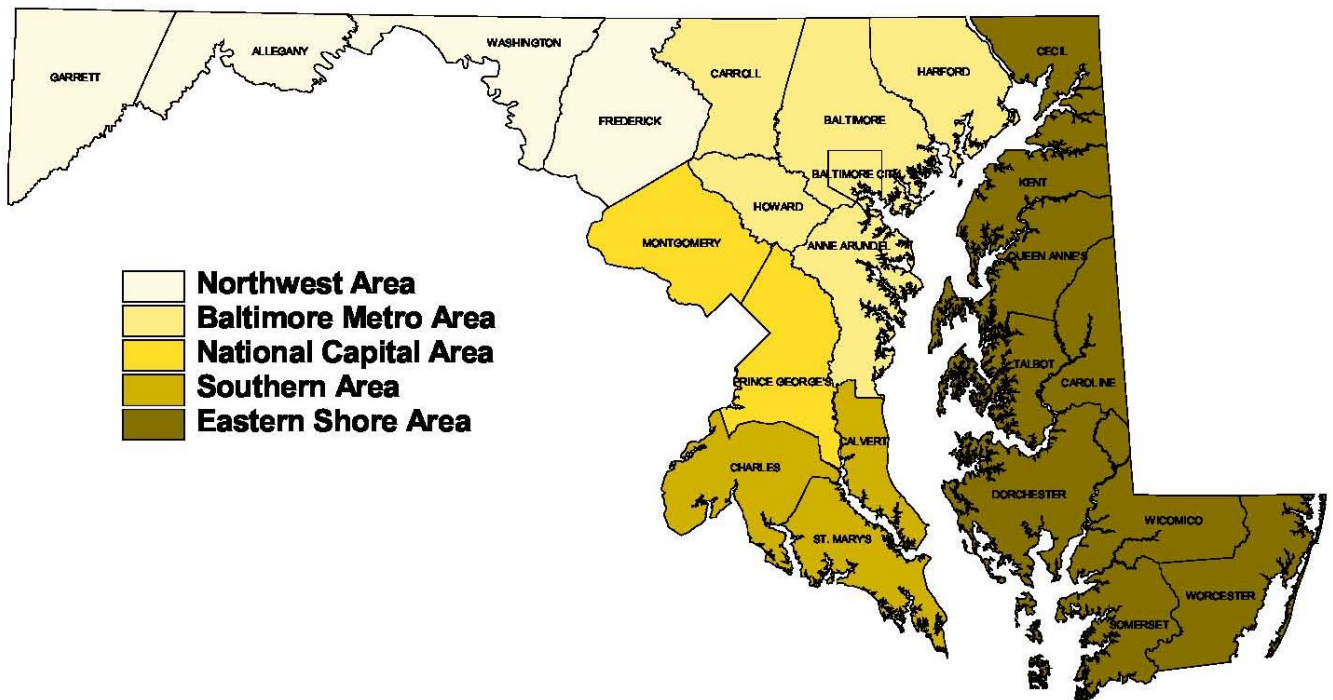 GARRETT
ALLEGANY
WASHINGTON
FREDERICK
CARROLL
BALTIMORE
HARFORD
CECIL
BALTIMORE CITY
KENT
HOWARD
MONTGOMERY
ANNE ARUNDEL
QUEEN ANNE'S
Northwest Area
Baltimore Metro Area
National Capital Area
Southern Area
Eastern Shore Area
TALBOT
CAROLINE
PRINCE GEORGE'S
CALVERT
CHARLES
DORCHESTER
WICOMICO
ST. MARY'S
WORCESTER
SOMERSET